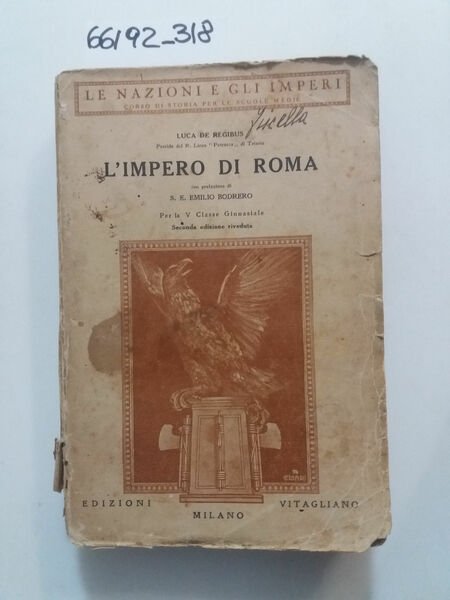 66192_318
LE NAZIONI E GLI IMPERI
CORSO DI STORIA PER LE SCUOLE MEDIE
LUCA DE REGIBUS
Preside del R. Liceo "Petrarca" di Trieste
L'IMPERO DI ROMA
con prefazione di
S. E. EMILIO BODRERO
Per la V Classe Ginnasiale
Seconda edizione riveduta
EDIZIONI VITAGLIANO
MILANO